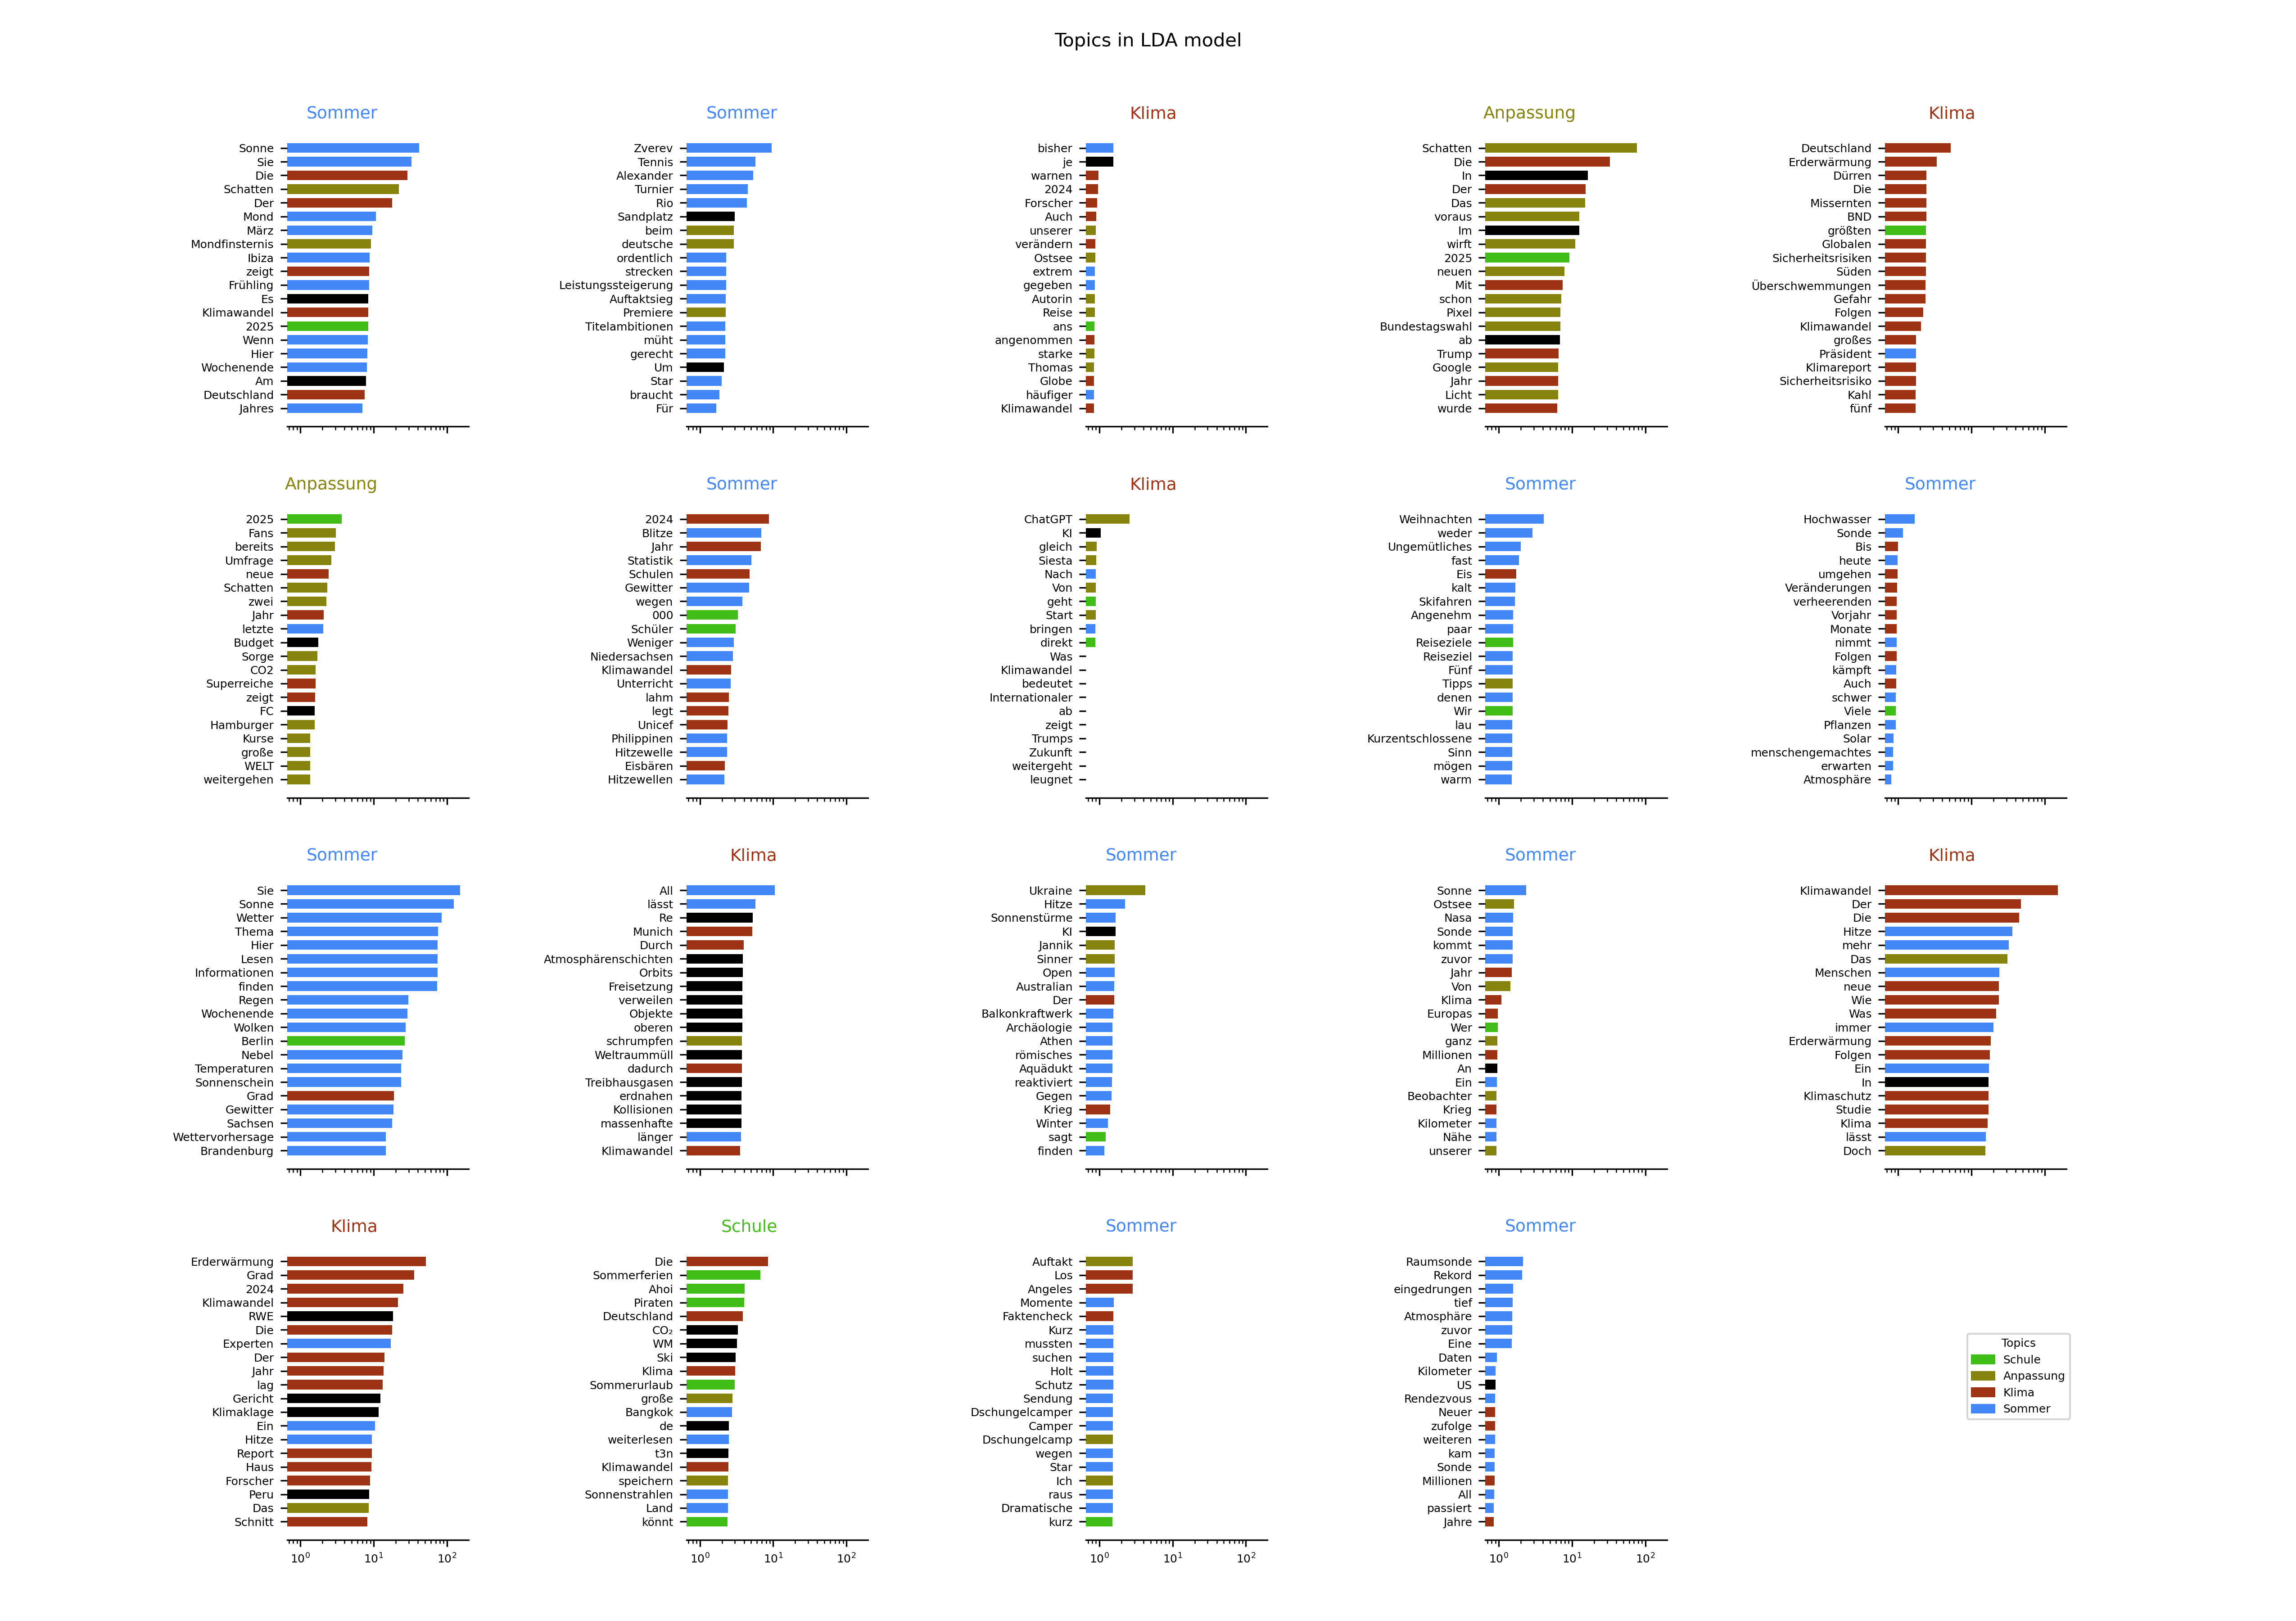 Topics in LDA model
Sommer
Sonne
Sie
Die
Schatten
Der
Mond
März
Mondfinsternis
Ibiza
zeigt
Frühling
Es
Klimawandel
2025
Wenn
Hier
Wochenende
Am
Deutschland
Jahres
Sommer
Zverev
Tennis
Alexander
Turnier
Rio
Sandplatz
beim
deutsche
ordentlich
strecken
Leistungssteigerung
Auftaktsieg
Premiere
Titelambitionen
müht
gerecht
Um
Star
braucht
Für
Klima
bisher
je
warnen
2024
Forscher
Auch
unserer
verändern
Ostsee
extrem
gegeben
Autorin
Reise
ans
angenommen
starke
Thomas
Globe
häufiger
Klimawandel
Anpassung
Schatten
Die
In
Der
Das
voraus
Im
wirft
2025
neuen
Mit
schon
Pixel
Bundestagswahl
ab
Trump
Google
Jahr
Licht
wurde
Klima
Deutschland
Erderwärmung
Dürren
Die
Missernten
BND
größten
Globalen
Sicherheitsrisiken
Süden
Überschwemmungen
Gefahr
Folgen
Klimawandel
großes
Präsident
Klimareport
Sicherheitsrisiko
Kahl
fünf
Anpassung
2025
Fans
bereits
Umfrage
neue
Schatten
zwei
Jahr
letzte
Budget
Sorge
CO2
Superreiche
zeigt
FC
Hamburger
Kurse
große
WELT
weitergehen
Sommer
2024
Blitze
Jahr
Statistik
Schulen
Gewitter
wegen
000
Schüler
Weniger
Niedersachsen
Klimawandel
Unterricht
lahm
legt
Unicef
Philippinen
Hitzewelle
Eisbären
Hitzewellen
Klima
ChatGPT
KI
gleich
Siesta
Nach
Von
geht
Start
bringen
direkt
Was
Klimawandel
bedeutet
Internationaler
ab
zeigt
Trumps
Zukunft
weitergeht
leugnet
Sommer
Weihnachten
weder
Ungemütliches
fast
Eis
kalt
Skifahren
Angenehm
paar
Reiseziele
Reiseziel
Fünf
Tipps
denen
Wir
lau
Kurzentschlossene
Sinn
mögen
warm
Sommer
Hochwasser
Sonde
Bis
heute
umgehen
Veränderungen
verheerenden
Vorjahr
Monate
nimmt
Folgen
kämpft
Auch
schwer
Viele
Pflanzen
Solar
menschengemachtes
erwarten
Atmosphäre
Sommer
Sie
Sonne
Wetter
Thema
Hier
Lesen
Informationen
finden
Regen
Wochenende
Wolken
Berlin
Nebel
Temperaturen
Sonnenschein
Grad
Gewitter
Sachsen
Wettervorhersage
Brandenburg
Klima
All
lässt
Re
Munich
Durch
Atmosphärenschichten
Orbits
Freisetzung
verweilen
Objekte
oberen
schrumpfen
Weltraummüll
dadurch
Treibhausgasen
erdnahen
Kollisionen
massenhafte
länger
Klimawandel
Sommer
Ukraine
Hitze
Sonnenstürme
KI
Jannik
Sinner
Open
Australian
Der
Balkonkraftwerk
Archäologie
Athen
römisches
Aquädukt
reaktiviert
Gegen
Krieg
Winter
sagt
finden
Sommer
Sonne
Ostsee
Nasa
Sonde
kommt
zuvor
Jahr
Von
Klima
Europas
Wer
ganz
Millionen
An
Ein
Beobachter
Krieg
Kilometer
Nähe
unserer
Klima
Klimawandel
Der
Die
Hitze
mehr
Das
Menschen
neue
Wie
Was
immer
Erderwärmung
Folgen
Ein
In
Klimaschutz
Studie
Klima
lässt
Doch
Klima
Erderwärmung
Grad
2024
Klimawandel
RWE
Die
Experten
Der
Jahr
lag
Gericht
Klimaklage
Ein
Hitze
Report
Haus
Forscher
Peru
Das
Schnitt
10⁰ 10¹ 10²
Schule
Die
Sommerferien
Ahoi
Piraten
Deutschland
CO₂
WM
Ski
Klima
Sommerurlaub
große
Bangkok
de
weiterlesen
t3n
Klimawandel
speichern
Sonnenstrahlen
Land
könnt
10⁰ 10¹ 10²
Sommer
Auftakt
Los
Angeles
Momente
Faktencheck
Kurz
mussten
suchen
Holt
Schutz
Sendung
Dschungelcamper
Camper
Dschungelcamp
wegen
Star
Ich
raus
Dramatische
kurz
10⁰ 10¹ 10²
Sommer
Raumsonde
Rekord
eingedrungen
tief
Atmosphäre
zuvor
Eine
Daten
Kilometer
US
Rendezvous
Neuer
zufolge
weiteren
kam
Sonde
Millionen
All
passiert
Jahre
10⁰ 10¹ 10²
Topics
Schule
Anpassung
Klima
Sommer